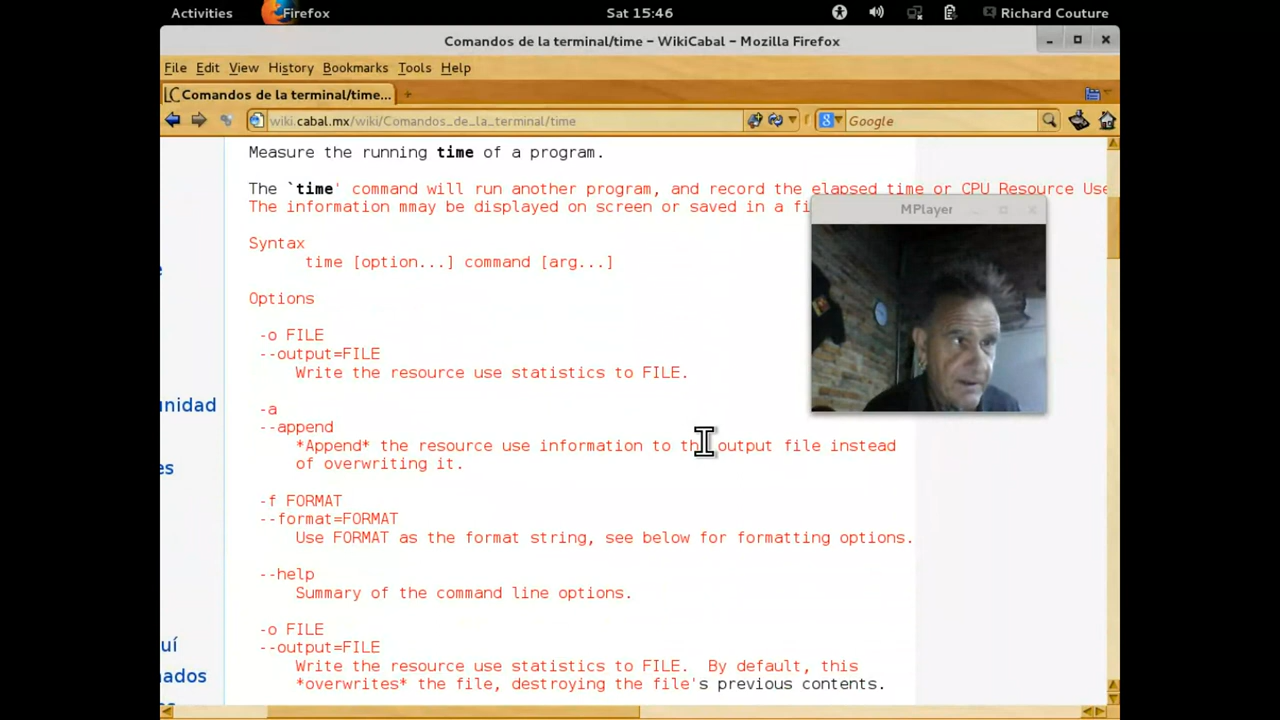 Activities Firefox Sat 15:46 Richard Couture
Comandos de la terminal/time – WikiCabal – Mozilla Firefox
File Edit View History Bookmarks Tools Help
Comandos de la terminal/time...
wiki.cabal.mx/wiki/Comandos_de_la_terminal/time Google
Measure the running time of a program.
The `time' command will run another program, and record the elapsed time or CPU Resource Use
The information mmay be displayed on screen or saved in a fi
MPlayer
Syntax
time [option...] command [arg...]
Options
-o FILE
--output=FILE
Write the resource use statistics to FILE.
-a
unidad
--append
*Append* the resource use information to th output file instead
es
of overwriting it.
-f FORMAT
--format=FORMAT
Use FORMAT as the format string, see below for formatting options.
--help
Summary of the command line options.
-o FILE
uí
--output=FILE
Write the resource use statistics to FILE. By default, this
nados
*overwrites* the file, destroying the file's previous contents.